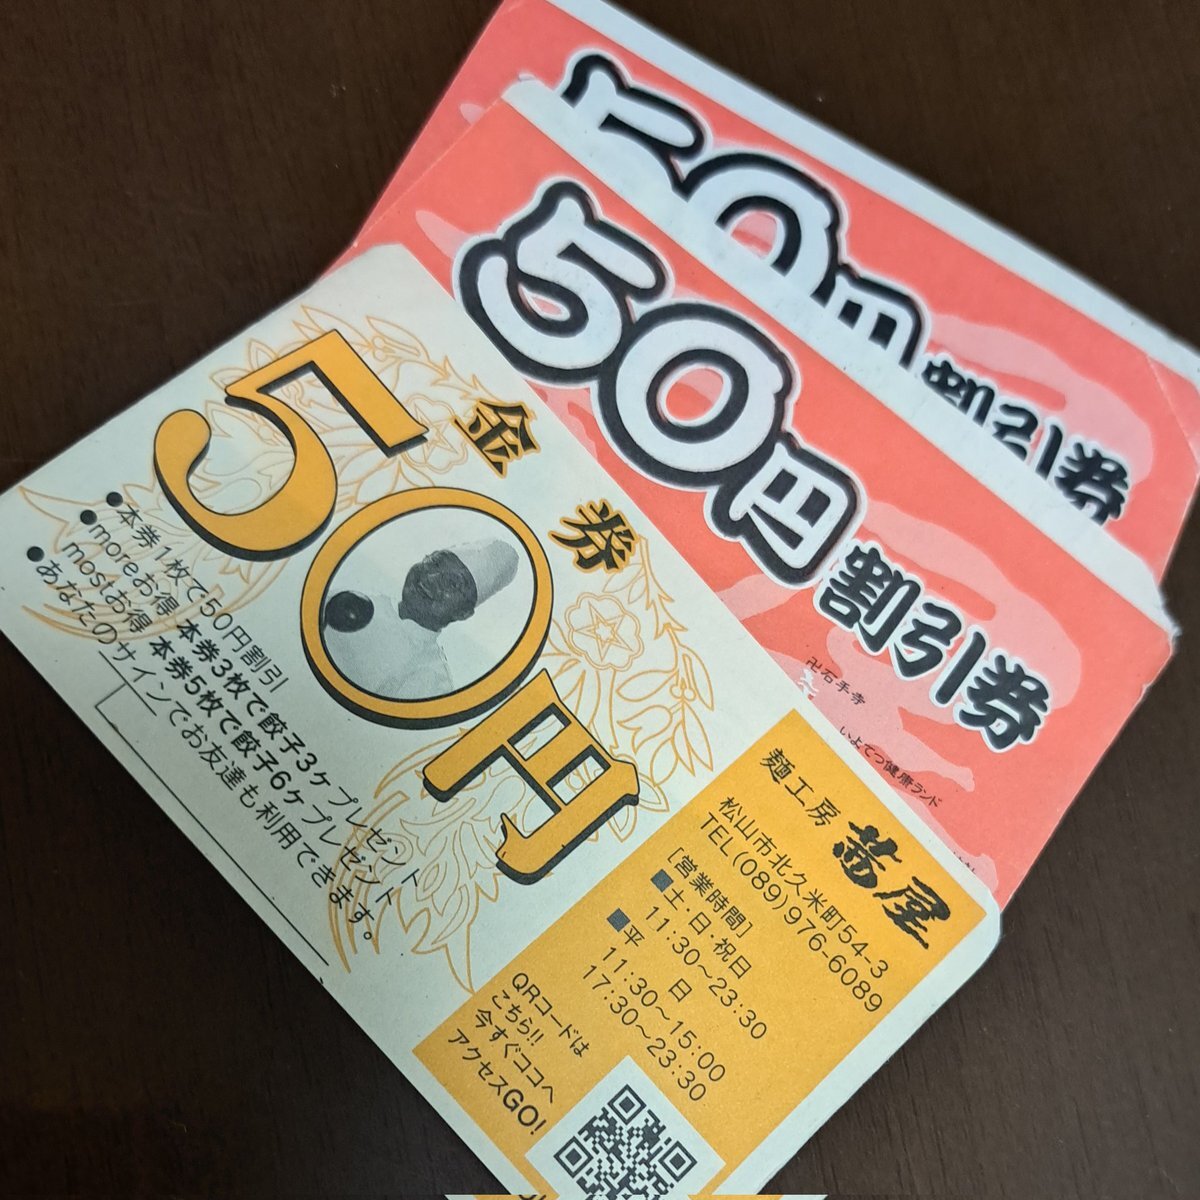 50円割引券
50円割引券
卍石手寺
いよてつ健康ランド
金券
50円
●本券1枚で50円割引
●moreお得 本券3枚で餃子3ケプレゼント
mostお得 本券5枚で餃子6ケプレゼント
●あなたのサインでお友達も利用できます。
麺工房 茜屋
松山市北久米町54-3
TEL(089)976-6089
[営業時間]
■土・日・祝日
11:30~23:30
■平 日
11:30~15:00
17:30~23:30
QRコードは
こちら!!
今すぐココへ
アクセスGO!